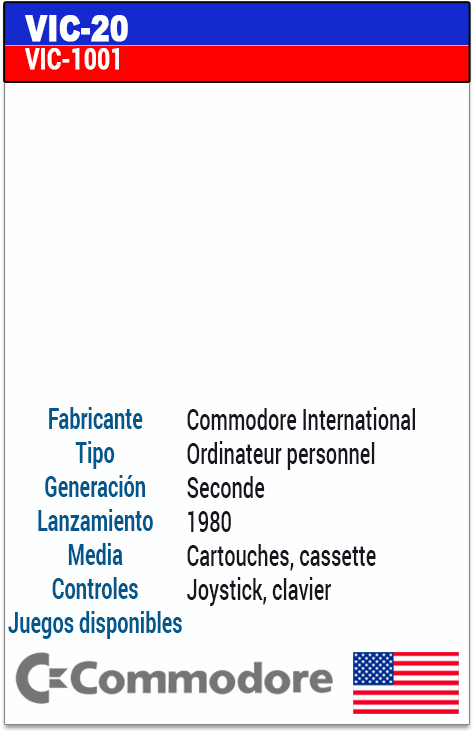 VIC-20
VIC-1001
Fabricante Commodore International
Tipo Ordinateur personnel
Generación Seconde
Lanzamiento 1980
Media Cartouches, cassette
Controles Joystick, clavier
Juegos disponibles
Commodore